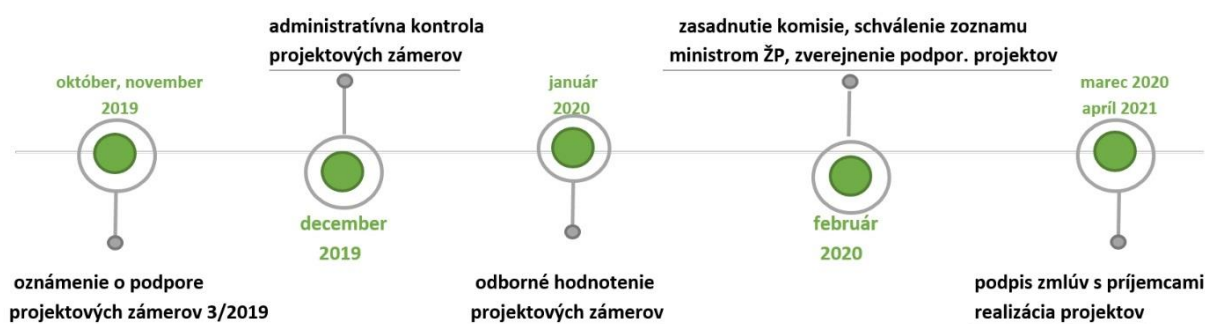 október, november
2019
oznámenie o podpore
projektových zámerov 3/2019
administratívna kontrola
projektových zámerov
december
2019
január
2020
odborné hodnotenie
projektových zámerov
zasadnutie komisie, schválenie zoznamu
ministrom ŽP, zverejnenie podpor. projektov
február
2020
marec 2020
apríl 2021
podpis zmlúv s príjemcami
realizácia projektov